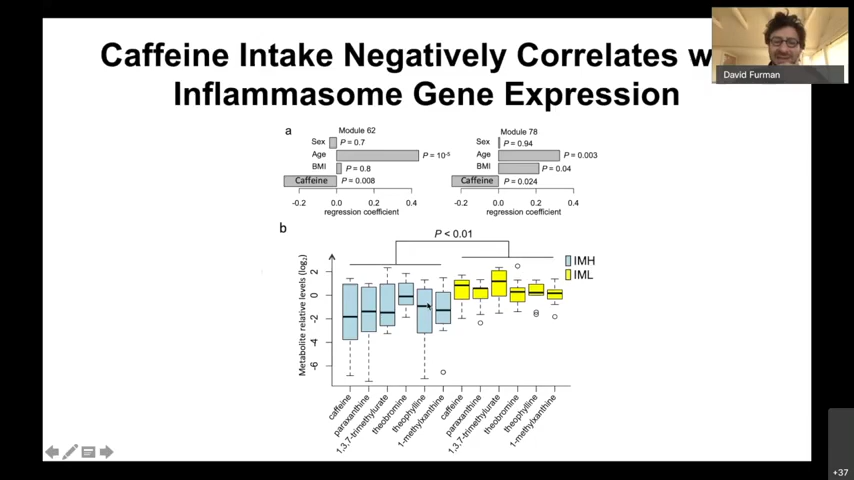 Caffeine Intake Negatively Correlates w
Inflammasome Gene Expression
David Furman
a
Module 62
Sex P = 0.7
Age P = 10-5
BMI P = 0.8
Caffeine P = 0.008
-0.2 0.0 0.2 0.4
regression coefficient
Module 78
Sex P = 0.94
Age P = 0.003
BMI P = 0.04
Caffeine P = 0.024
-0.2 0.0 0.2 0.4
regression coefficient
b
P < 0.01
IMH
IML
Metabolite relative levels (log2)
2
0
-2
-4
-6
caffeine
paraxanthine
1,3,7-trimethylurate
theobromine
theophylline
1-methylxanthine
caffeine
paraxanthine
1,3,7-trimethylurate
theobromine
theophylline
1-methylxanthine
+37